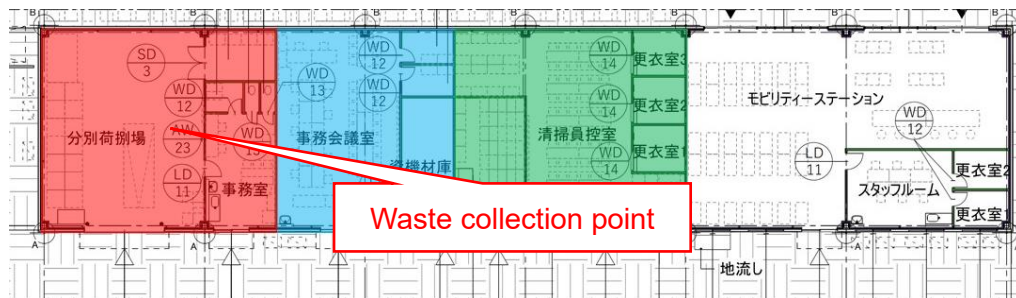 B
B
B
B
B
B
B
SD
3
WD
12
AW
23
LD
11
分別荷捌場
WD
13
事務室
WD
13
事務会議室
WD
12
WD
12
資機材庫
清掃員控室
WD
14
WD
14
WD
14
更衣室3
更衣室2
更衣室1
モビリティーステーション
WD
12
LD
11
スタッフルーム
更衣室2
更衣室1
Waste collection point
地流し
A
A
A
A